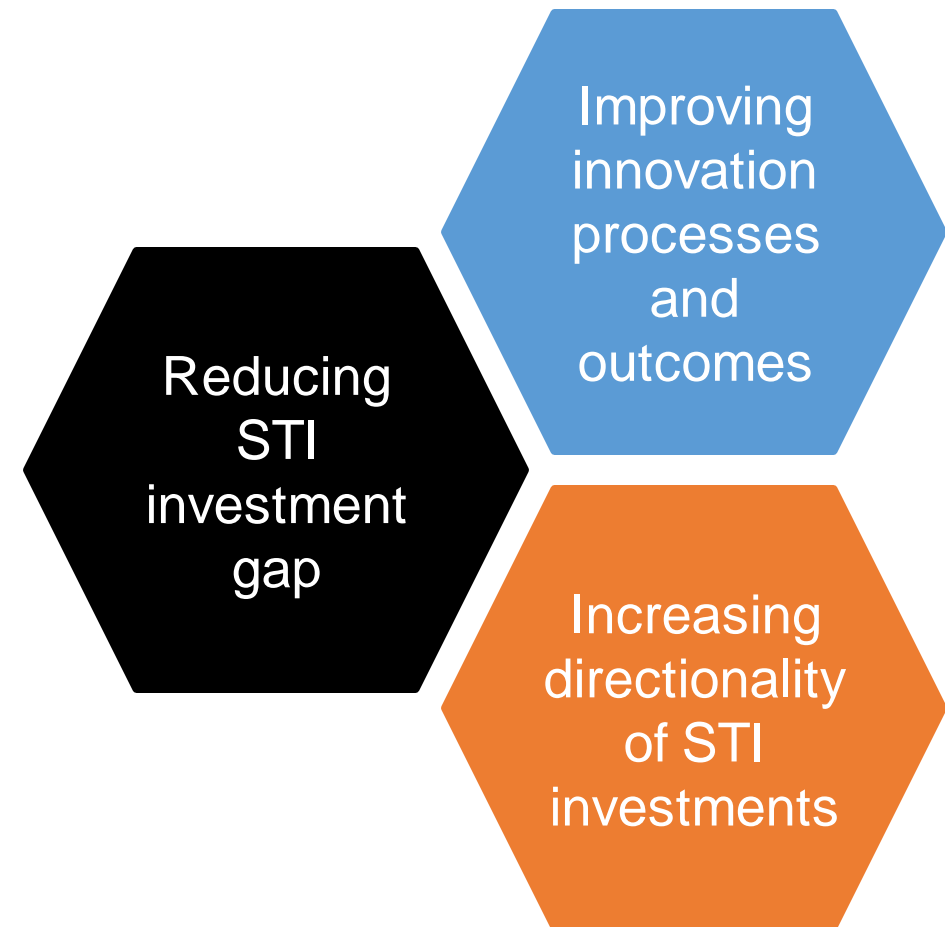 Improving
innovation
processes
and
outcomes
Reducing
STI
investment
gap
Increasing
directionality
of STI
investments